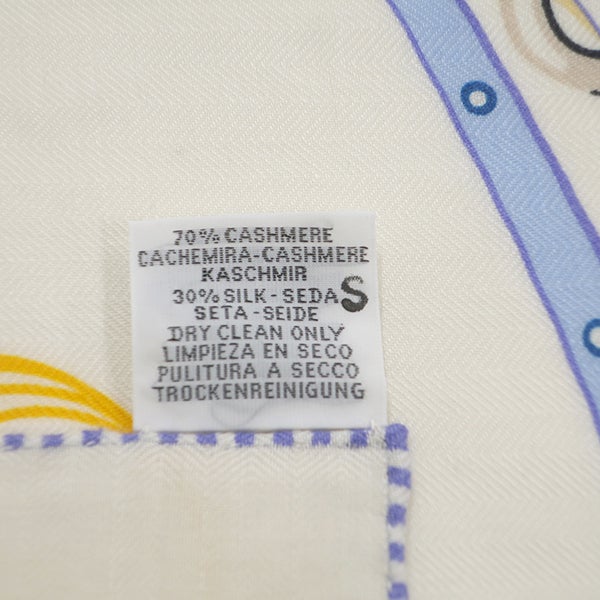 70% CASHMERE
CACHEMIRA-CASHMERE
KASCHMIR
30% SILK - SEDA S
SETA - SEIDE
DRY CLEAN ONLY
LIMPIEZA EN SECO
PULITURA A SECCO
TROCKENREINIGUNG